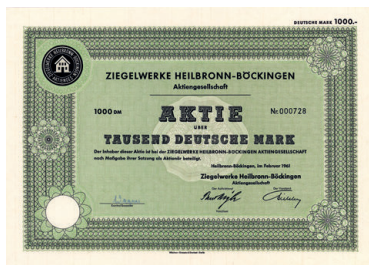 DEUTSCHE MARK 1000.-
ZIEGELWERKE HEILBRONN-BÖCKINGEN
Aktiengesellschaft
1000 DM
AKTIE
Nr. 000728
ÜBER
TAUSEND DEUTSCHE MARK
Der Inhaber dieser Aktie ist bei der ZIEGELWERKE HEILBRONN-BÖCKINGEN AKTIENGESELLSCHAFT
nach Maßgabe ihrer Satzung als Aktionär beteiligt.
Heilbronn-Böckingen, im Februar 1961
Ziegelwerke Heilbronn-Böckingen
Aktiengesellschaft